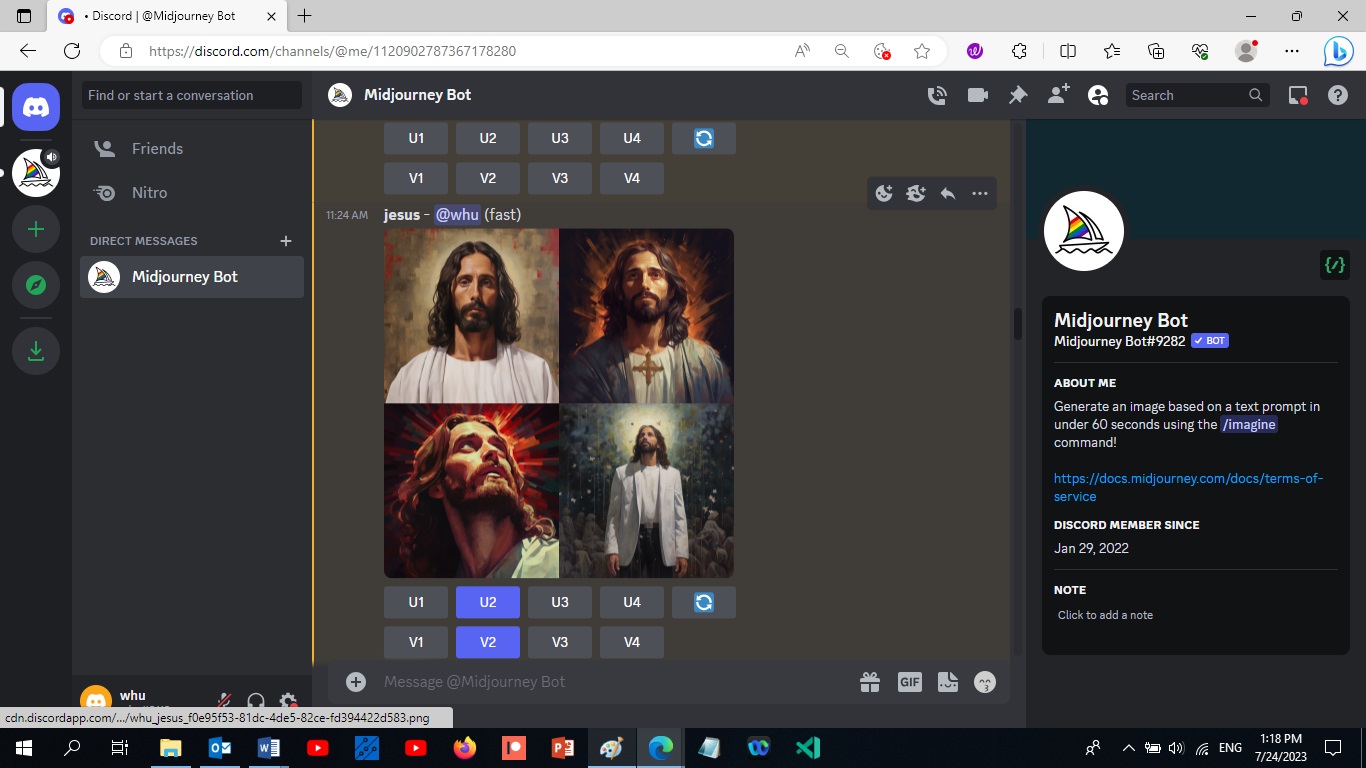 • Discord | @Midjourney Bot
https://discord.com/channels/@me/1120902787367178280
Find or start a conversation
Midjourney Bot
Search
Friends
Nitro
DIRECT MESSAGES
Midjourney Bot
U1 U2 U3 U4
V1 V2 V3 V4
11:24 AM jesus - @whu (fast)
U1 U2 U3 U4
V1 V2 V3 V4
Message @Midjourney Bot
GIF
Midjourney Bot
Midjourney Bot#9282 BOT
ABOUT ME
Generate an image based on a text prompt in
under 60 seconds using the /imagine
command!
https://docs.midjourney.com/docs/terms-of-
service
DISCORD MEMBER SINCE
Jan 29, 2022
NOTE
Click to add a note
whu
cdn.discordapp.com/.../whu_jesus_f0e95f53-81dc-4de5-82ce-fd394422d583.png
ENG
1:18 PM
7/24/2023